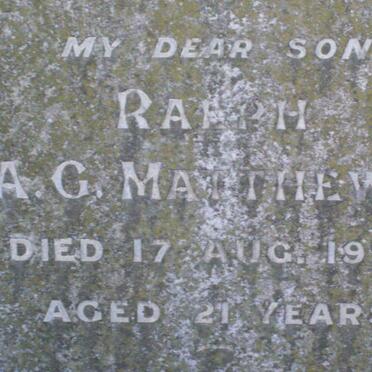 MY DEAR SON
RALPH
A.G. MATTHEW
DIED 17 AUG. 19
AGED 21 YEARS